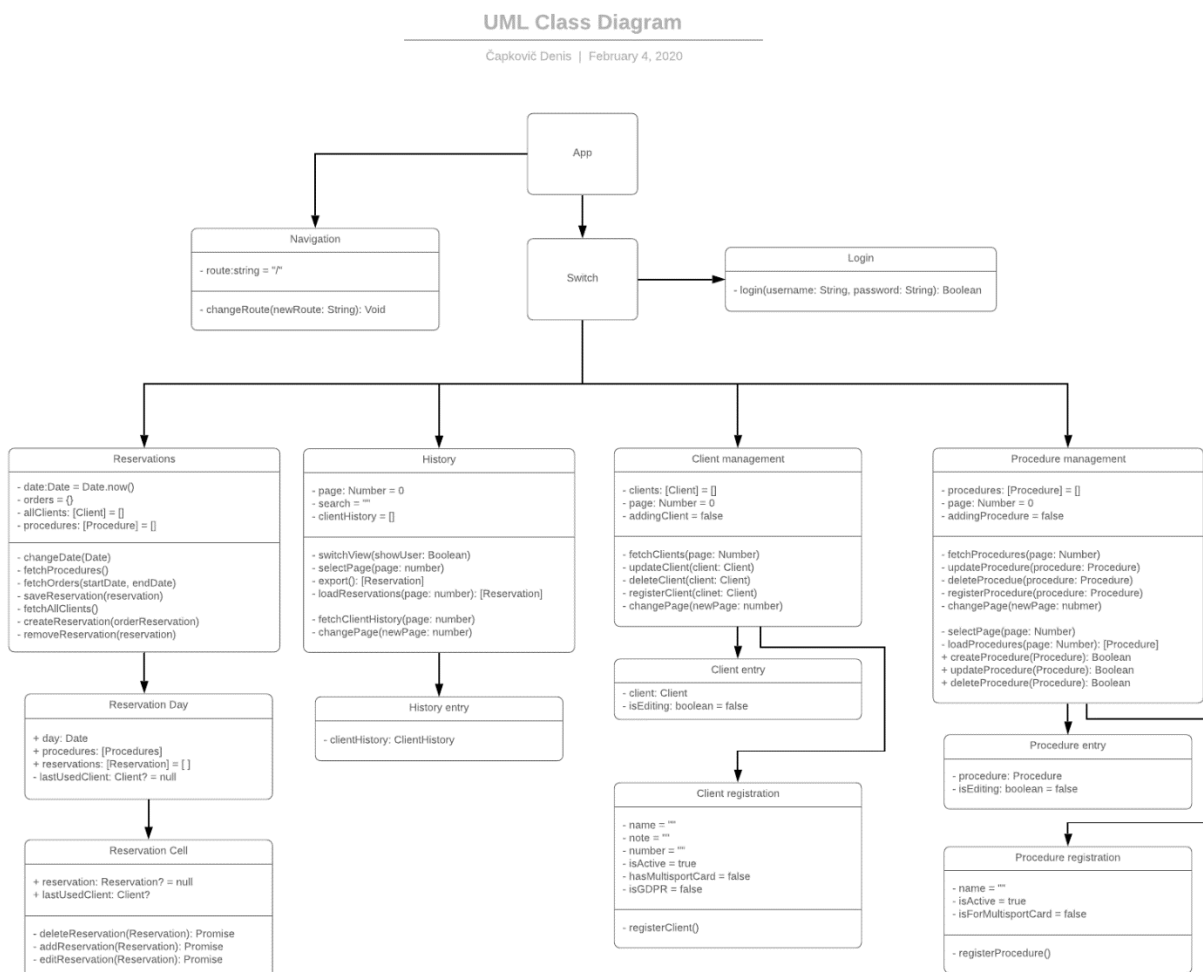 UML Class Diagram
Čapkovič Denis | February 4, 2020
App
Navigation
- route:string = "/"
- changeRoute(newRoute: String): Void
Switch
Login
- login(username: String, password: String): Boolean
Reservations
- date:Date = Date.now()
- orders = {}
- allClients: [Client] = []
- procedures: [Procedure] = []
- changeDate(Date)
- fetchProcedures()
- fetchOrders(startDate, endDate)
- saveReservation(reservation)
- fetchAllClients()
- createReservation(orderReservation)
- removeReservation(reservation)
History
- page: Number = 0
- search = ""
- clientHistory = []
- switchView(showUser: Boolean)
- selectPage(page: number)
- export(): [Reservation]
- loadReservations(page: number): [Reservation]
- fetchClientHistory(page: number)
- changePage(newPage: number)
Client management
- clients: [Client] = []
- page: Number = 0
- addingClient = false
- fetchClients(page: Number)
- updateClient(client: Client)
- deleteClient(client: Client)
- registerClient(clinet: Client)
- changePage(newPage: number)
Procedure management
- procedures: [Procedure] = []
- page: Number = 0
- addingProcedure = false
- fetchProcedures(page: Number)
- updateProcedure(procedure: Procedure)
- deleteProcedue(procedure: Procedure)
- registerProcedure(procedure: Procedure)
- changePage(newPage: nubmer)
- selectPage(page: Number)
- loadProcedures(page: Number): [Procedure]
+ createProcedure(Procedure): Boolean
+ updateProcedure(Procedure): Boolean
+ deleteProcedure(Procedure): Boolean
Reservation Day
+ day: Date
+ procedures: [Procedures]
+ reservations: [Reservation] = [ ]
- lastUsedClient: Client? = null
History entry
- clientHistory: ClientHistory
Client entry
- client: Client
- isEditing: boolean = false
Procedure entry
- procedure: Procedure
- isEditing: boolean = false
Reservation Cell
+ reservation: Reservation? = null
+ lastUsedClient: Client?
- deleteReservation(Reservation): Promise
- addReservation(Reservation): Promise
- editReservation(Reservation): Promise
Client registration
- name = ""
- note = ""
- number = ""
- isActive = true
- hasMultisportCard = false
- isGDPR = false
- registerClient()
Procedure registration
- name = ""
- isActive = true
- isForMultisportCard = false
- registerProcedure()